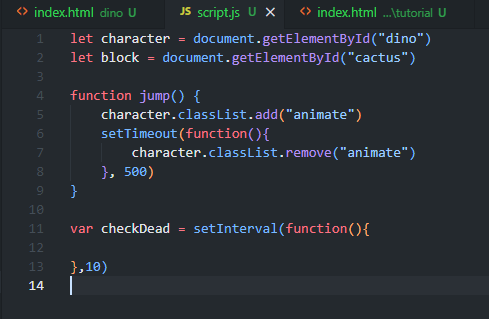 index.html dino U
script.js U
index.html ...\tutorial U
1 let character = document.getElementById("dino")
2 let block = document.getElementById("cactus")
3
4 function jump() {
5     character.classList.add("animate")
6     setTimeout(function(){
7         character.classList.remove("animate")
8     }, 500)
9 }
10
11 var checkDead = setInterval(function(){
12
13 },10)
14